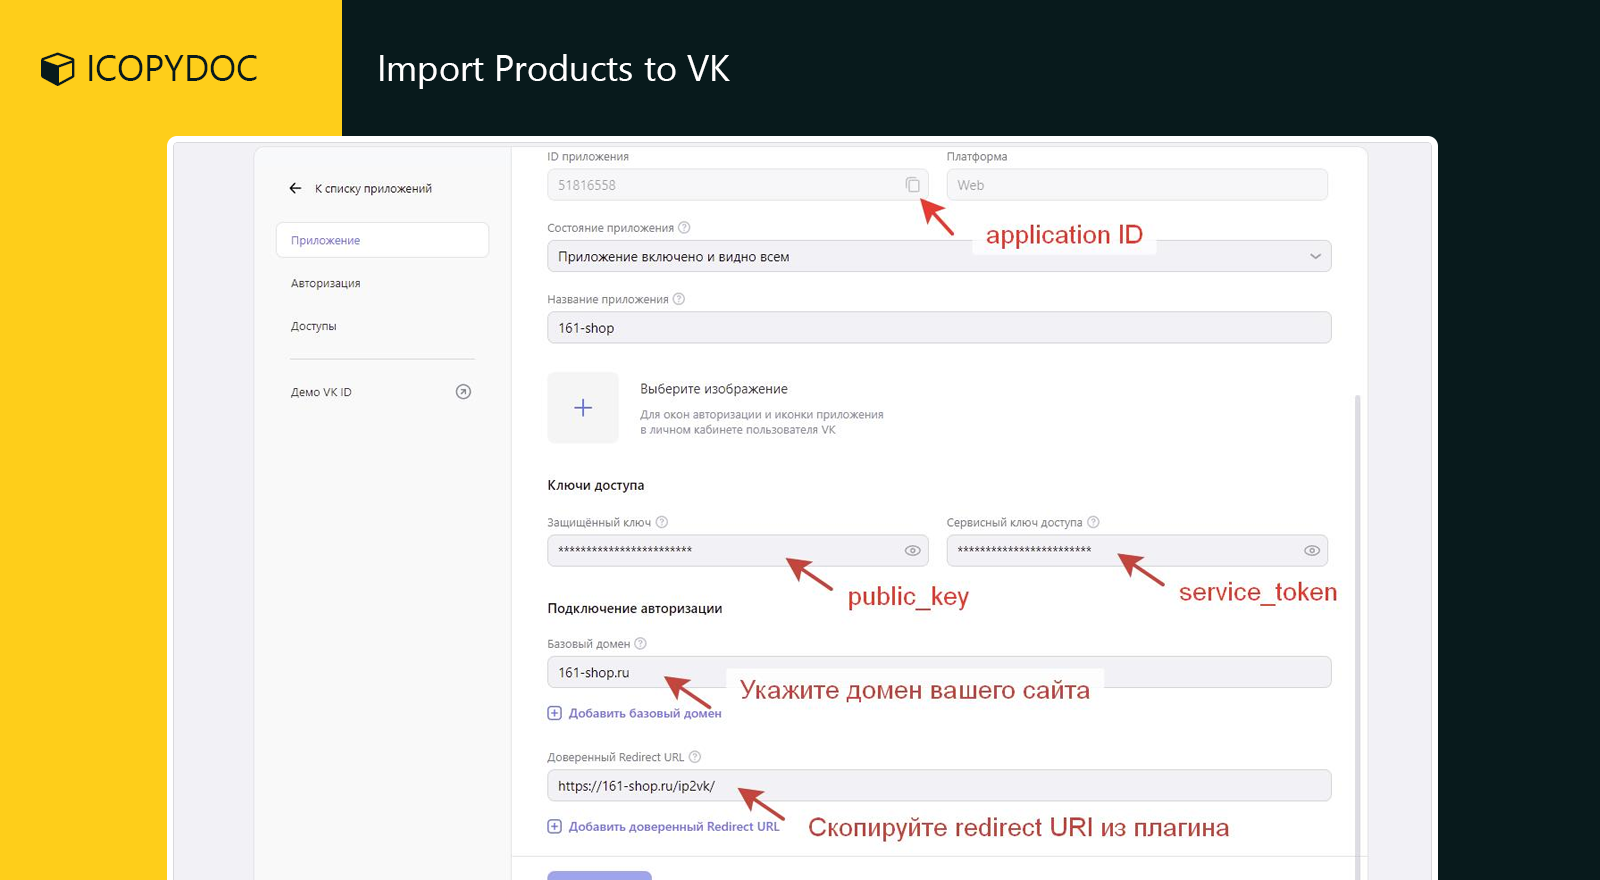 ICOPYDOC
Import Products to VK
К списку приложений
Приложение
Авторизация
Доступы
Демо VK ID
ID приложения
51816558
Платформа
Web
application ID
Состояние приложения
Приложение включено и видно всем
Название приложения
161-shop
Выберите изображение
Для окон авторизации и иконки приложения
в личном кабинете пользователя VK
Ключи доступа
Защищённый ключ
************************
public_key
Сервисный ключ доступа
************************
service_token
Подключение авторизации
Базовый домен
161-shop.ru
Укажите домен вашего сайта
Добавить базовый домен
Доверенный Redirect URL
https://161-shop.ru/ip2vk/
Добавить доверенный Redirect URL
Скопируйте redirect URI из плагина